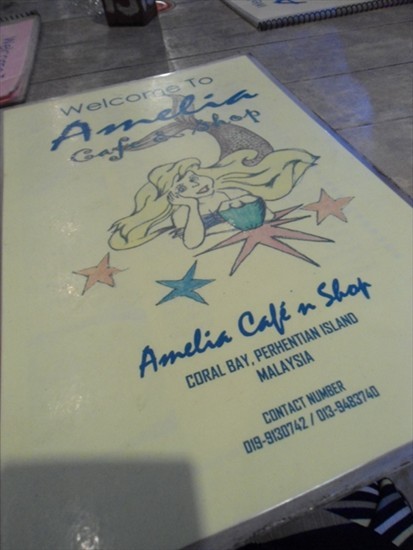 Welcome To
Amelia
Cafe n Shop
Amelia Café n Shop
CORAL BAY, PERHENTIAN ISLAND
MALAYSIA
CONTACT NUMBER
019-9130742 / 013-9483740